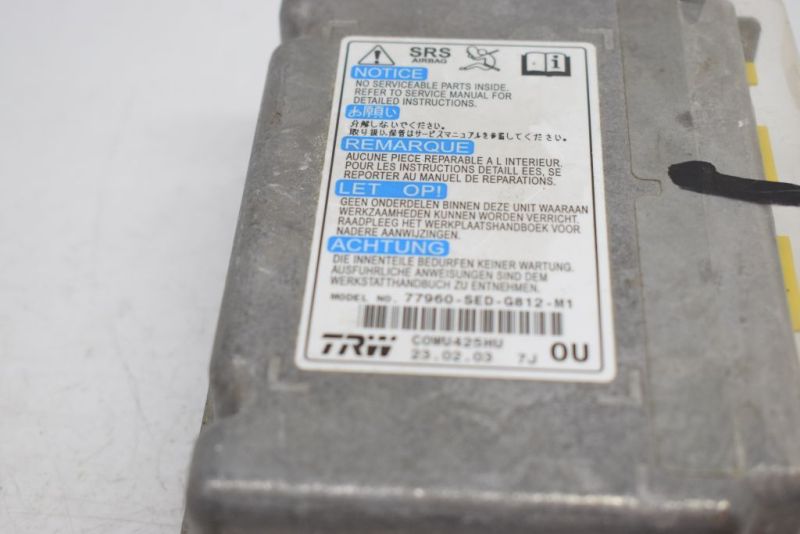 SRS
AIRBAG
NOTICE
NO SERVICEABLE PARTS INSIDE.
REFER TO SERVICE MANUAL FOR
DETAILED INSTRUCTIONS.
お願い
分解しないでください。
取り扱い、保管はサービスマニュアルを参照してください。
REMARQUE
AUCUNE PIECE REPARABLE A L INTERIEUR.
POUR LES INSTRUCTIONS DETAILL EES, SE
REPORTER AU MANUEL DE REPARATIONS.
LET OP!
GEEN ONDERDELEN BINNEN DEZE UNIT WAARAAN
WERKZAAMHEDEN KUNNEN WORDEN VERRICHT.
RAADPLEEG HET WERKPLAATSHANDBOEK VOOR
NADERE AANWIJZINGEN.
ACHTUNG
DIE INNENTEILE BEDURFEN KEINER WARTUNG.
AUSFUHRLICHE ANWEISUNGEN SIND DEM
WERKSTATTHANDBUCH ZU ENTNEHMEN.
MODEL NO. 77960-SED-G812-M1
TRW COMU425HU
23.02.03 7J 0U